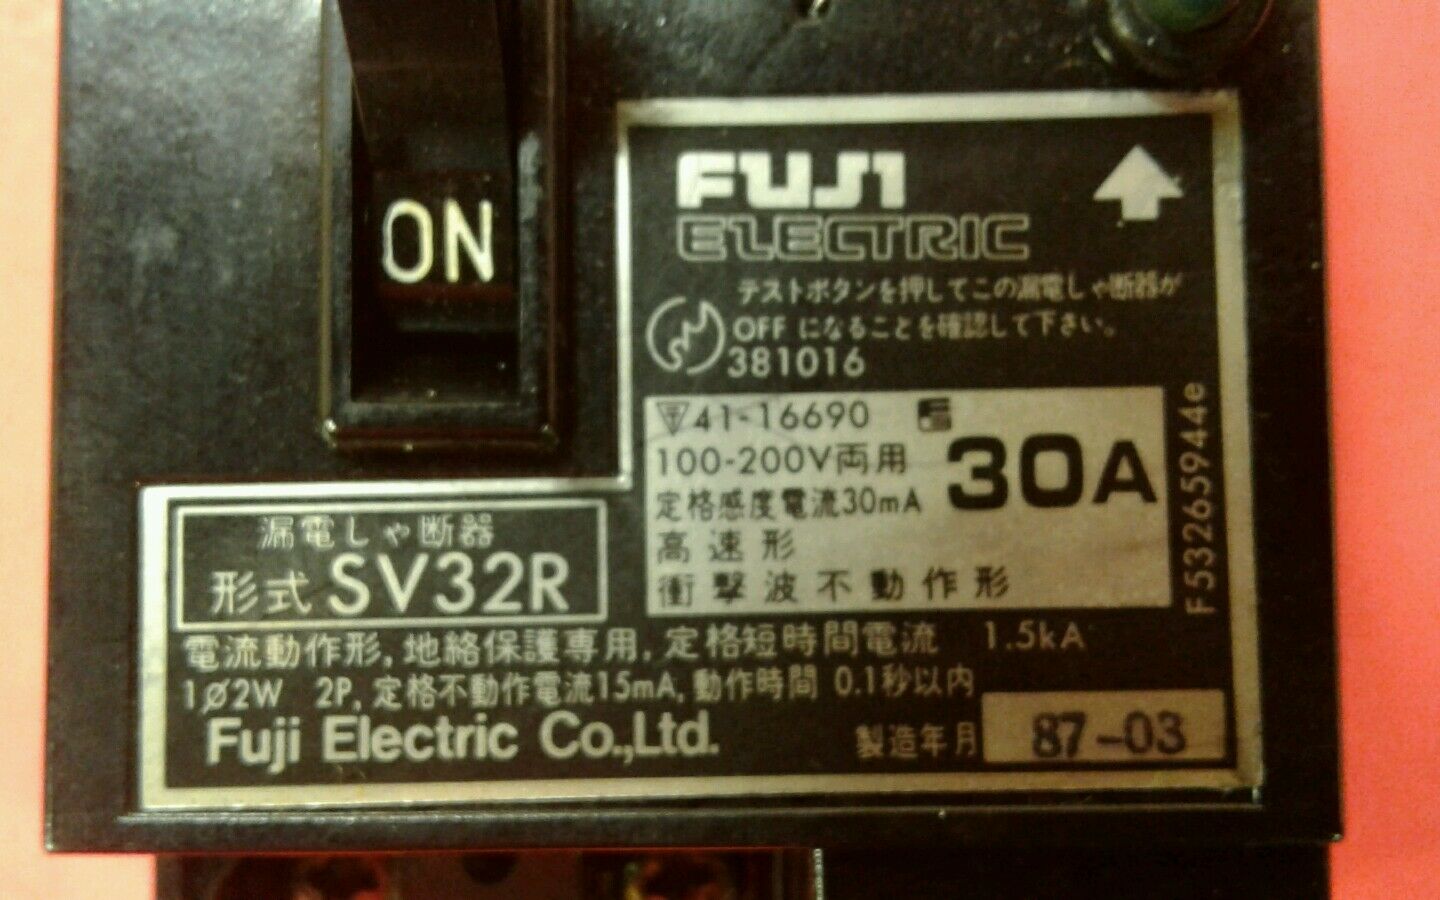 ON
FUJI
ELECTRIC
テストボタンを押してこの漏電しゃ断器が
OFF になることを確認して下さい。
381016
41-16690
100-200V両用
30A
定格感度電流30mA
高速形
衝撃波不動作形
F53265944e
漏電しゃ断器
形式 SV32R
電流動作形,地絡保護専用,定格短時間電流 1.5kA
1ø2W 2P,定格不動作電流15mA,動作時間 0.1秒以内
Fuji Electric Co.,Ltd.
製造年月 87-03